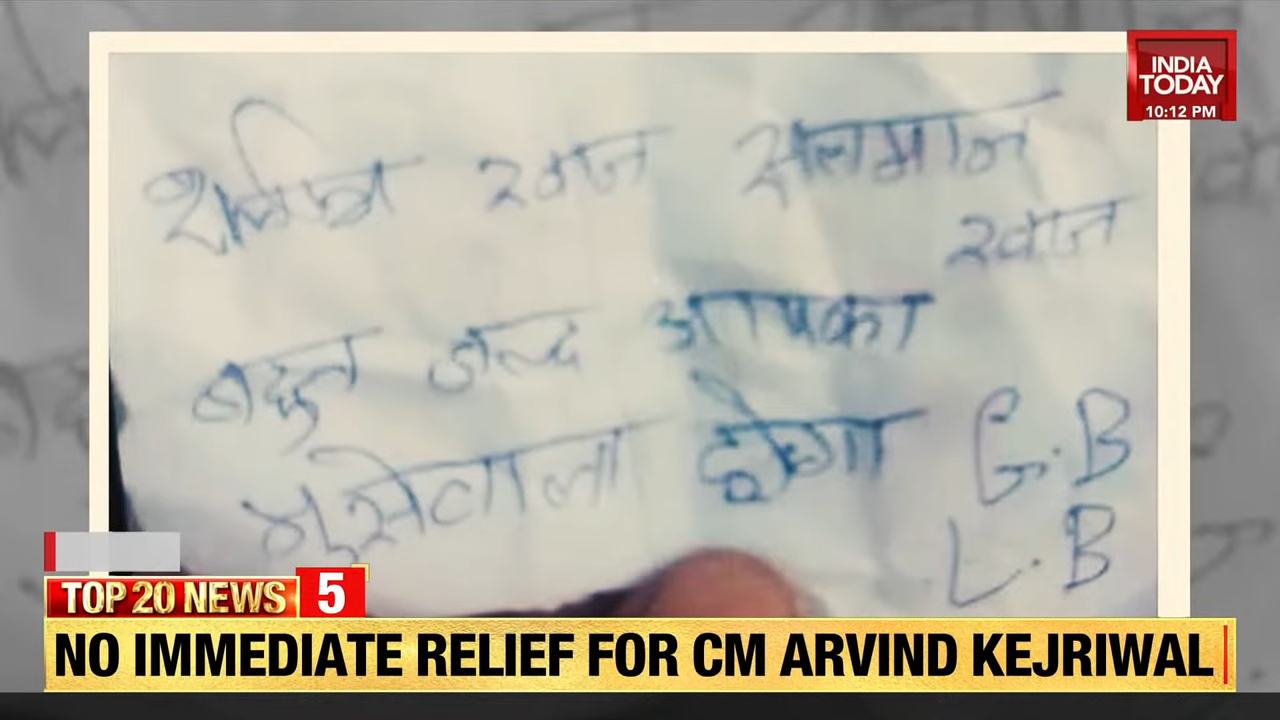 INDIA
TODAY
10:12 PM
खान सलमान
खान
बहुत जल्द आपका
मुसेवाला होगा G.B
L.B
TOP 20 NEWS 5
NO IMMEDIATE RELIEF FOR CM ARVIND KEJRIWAL